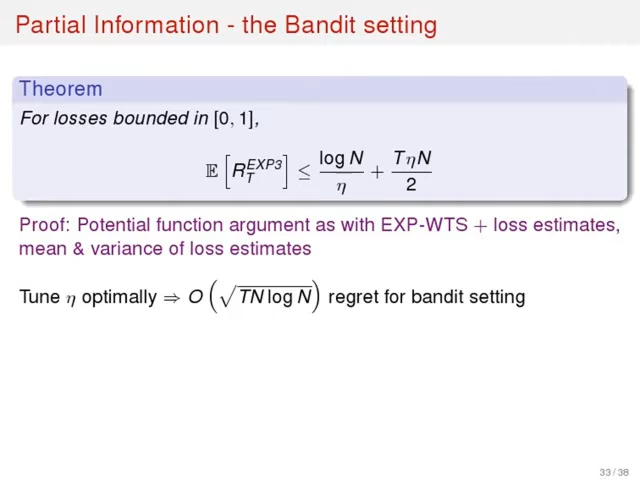 Partial Information - the Bandit setting
Theorem
For losses bounded in [0, 1],
𝔼 [R_T^{EXP3}] ≤ \frac{log N}{η} + \frac{TηN}{2}
Proof: Potential function argument as with EXP-WTS + loss estimates,
mean & variance of loss estimates
Tune η optimally ⇒ O(√(TN log N)) regret for bandit setting
33 / 38